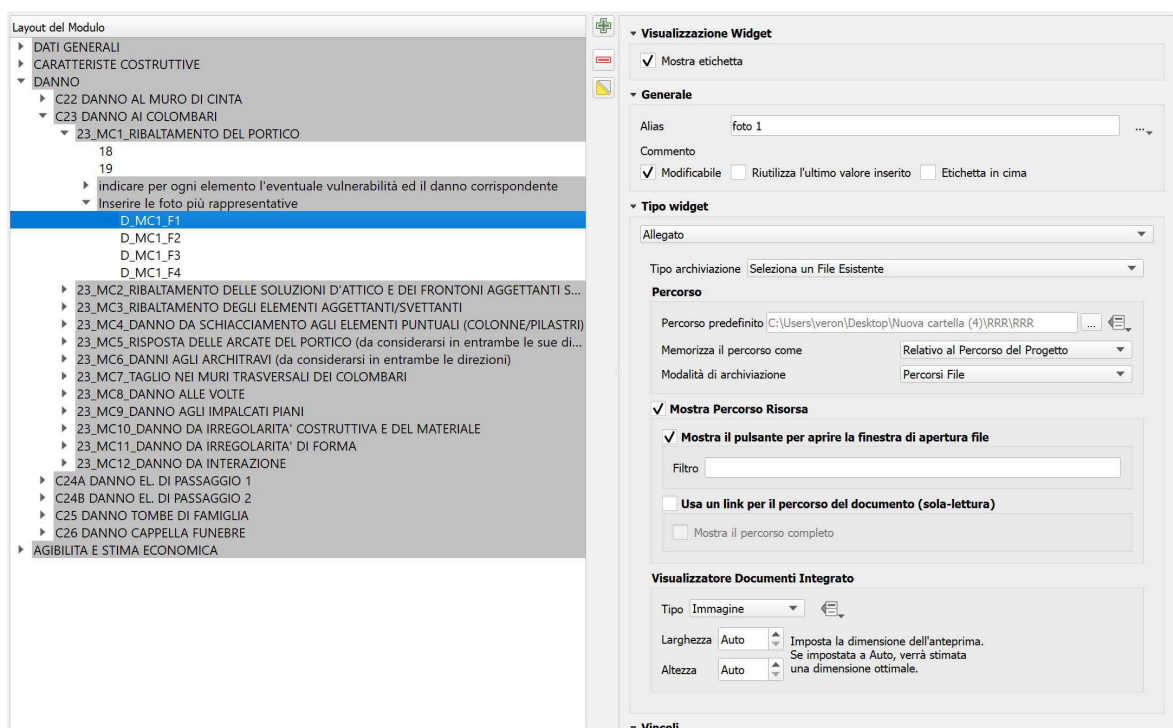 Layout del Modulo
DATI GENERALI
CARATTERISTE COSTRUTTIVE
DANNO
C22 DANNO AL MURO DI CINTA
C23 DANNO AI COLOMBARI
23_MC1_RIBALTAMENTO DEL PORTICO
18
19
indicare per ogni elemento l'eventuale vulnerabilità ed il danno corrispondente
Inserire le foto più rappresentative
D_MC1_F1
D_MC1_F2
D_MC1_F3
D_MC1_F4
23_MC2_RIBALTAMENTO DELLE SOLUZIONI D'ATTICO E DEI FRONTONI AGGETTANTI S...
23_MC3_RIBALTAMENTO DEGLI ELEMENTI AGGETTANTI/SVETTANTI
23_MC4_DANNO DA SCHIACCIAMENTO AGLI ELEMENTI PUNTUALI (COLONNE/PILASTRI)
23_MC5_RISPOSTA DELLE ARCATE DEL PORTICO (da considerarsi in entrambe le sue di...
23_MC6_DANNI AGLI ARCHITRAVI (da considerarsi in entrambe le direzioni)
23_MC7_TAGLIO NEI MURI TRASVERSALI DEI COLOMBARI
23_MC8_DANNO ALLE VOLTE
23_MC9_DANNO AGLI IMPALCATI PIANI
23_MC10_DANNO DA IRREGOLARITA' COSTRUTTIVA E DEL MATERIALE
23_MC11_DANNO DA IRREGOLARITA' DI FORMA
23_MC12_DANNO DA INTERAZIONE
C24A DANNO EL. DI PASSAGGIO 1
C24B DANNO EL. DI PASSAGGIO 2
C25 DANNO TOMBE DI FAMIGLIA
C26 DANNO CAPPELLA FUNEBRE
AGIBILITA E STIMA ECONOMICA
Visualizzazione Widget
Mostra etichetta
Generale
Alias foto 1 ...
Commento
Modificabile Riutilizza l'ultimo valore inserito Etichetta in cima
Tipo widget
Allegato
Tipo archiviazione Seleziona un File Esistente
Percorso
Percorso predefinito C:\Users\veron\Desktop\Nuova cartella (4)\RRR\RRR ...
Memorizza il percorso come Relativo al Percorso del Progetto
Modalità di archiviazione Percorsi File
Mostra Percorso Risorsa
Mostra il pulsante per aprire la finestra di apertura file
Filtro
Usa un link per il percorso del documento (sola-lettura)
Mostra il percorso completo
Visualizzatore Documenti Integrato
Tipo Immagine
Larghezza Auto Imposta la dimensione dell'anteprima.
Se impostata a Auto, verrà stimata
Altezza Auto una dimensione ottimale.
Vincoli